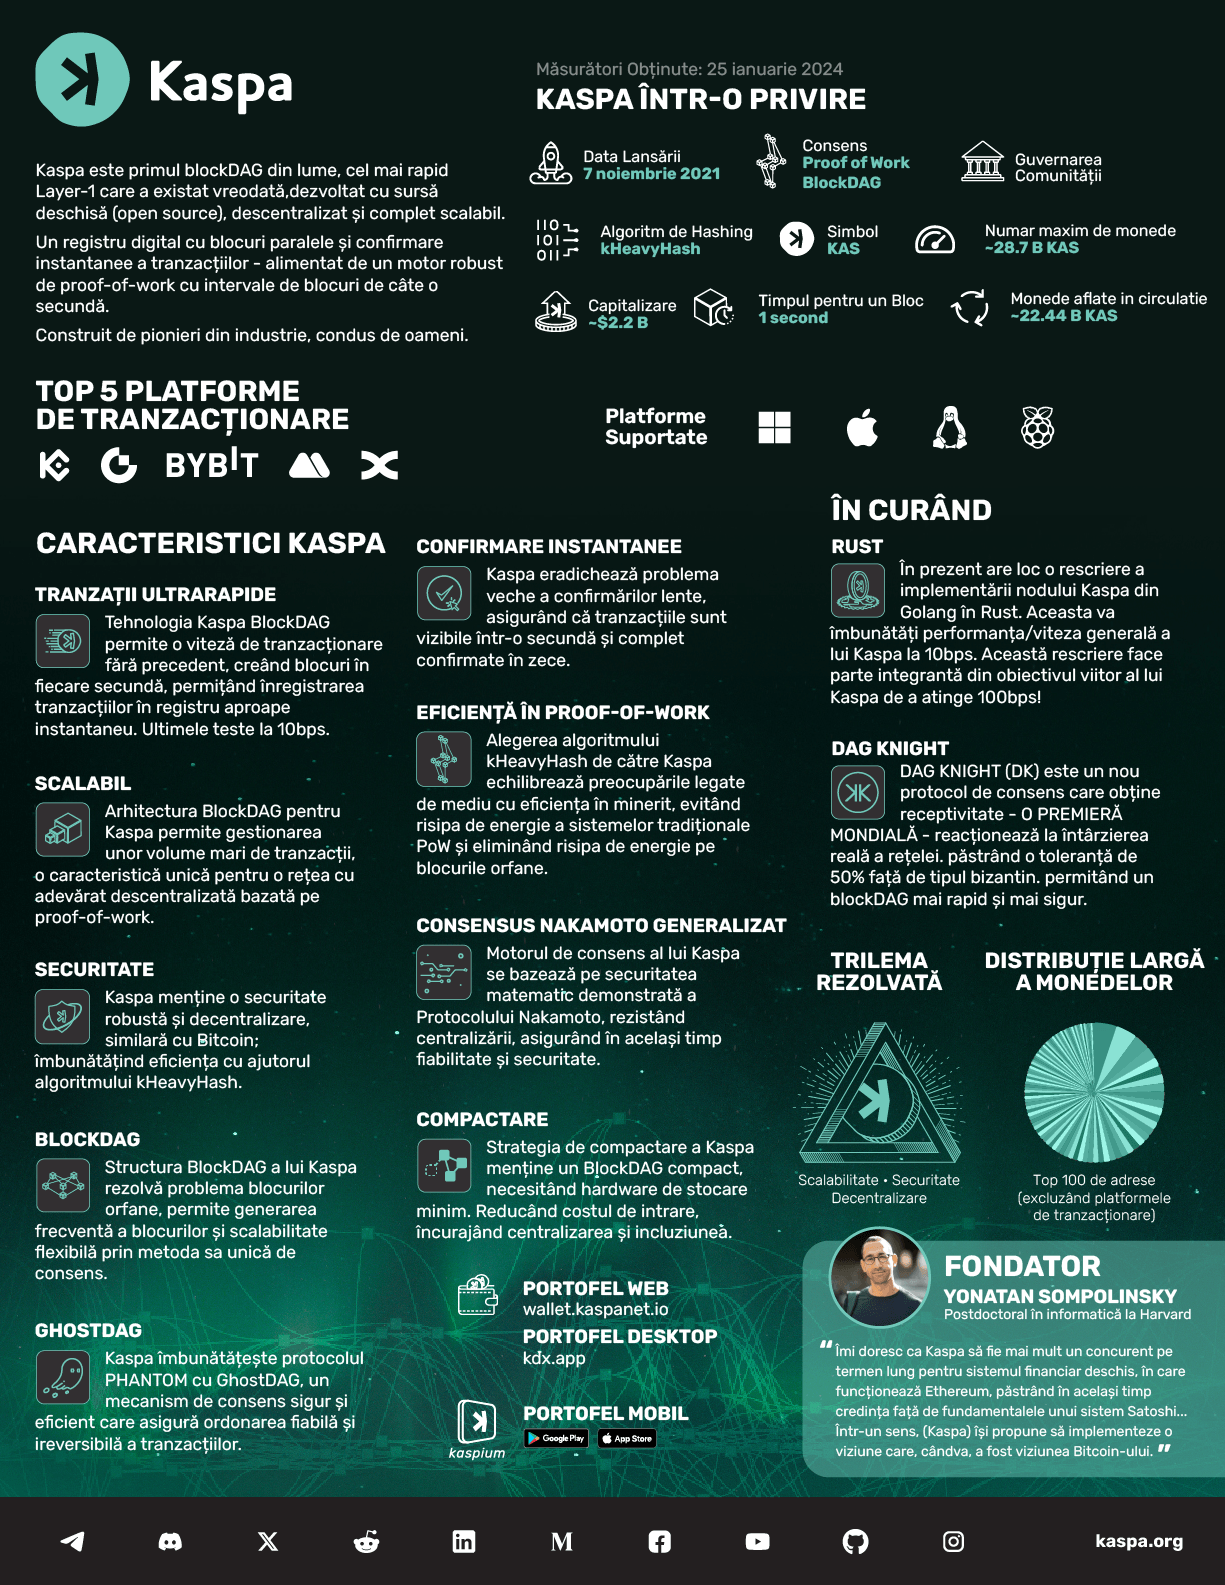 Kaspa
Kaspa este primul blockDAG din lume, cel mai rapid
Layer-1 care a existat vreodată,dezvoltat cu sursă
deschisă (open source), descentralizat și complet scalabil.
Un registru digital cu blocuri paralele și confirmare
instantanee a tranzacțiilor - alimentat de un motor robust
de proof-of-work cu intervale de blocuri de câte o
secundă.
Construit de pionieri din industrie, condus de oameni.
Măsurători Obținute: 25 ianuarie 2024
KASPA ÎNTR-O PRIVIRE
Data Lansării
7 noiembrie 2021
Consens
Proof of Work
BlockDAG
Guvernarea
Comunității
Algoritm de Hashing
kHeavyHash
Simbol
KAS
Numar maxim de monede
~28.7 B KAS
Capitalizare
~$2.2 B
Timpul pentru un Bloc
1 second
Monede aflate in circulatie
~22.44 B KAS
TOP 5 PLATFORME
DE TRANZACȚIONARE
BYBIT
Platforme
Suportate
CARACTERISTICI KASPA
TRANZAȚII ULTRARAPIDE
Tehnologia Kaspa BlockDAG
permite o viteză de tranzacționare
fără precedent, creând blocuri în
fiecare secundă, permițând înregistrarea
tranzacțiilor în registru aproape
instantaneu. Ultimele teste la 10bps.
SCALABIL
Arhitectura BlockDAG pentru
Kaspa permite gestionarea
unor volume mari de tranzacții,
o caracteristică unică pentru o rețea cu
adevărat descentralizată bazată pe
proof-of-work.
SECURITATE
Kaspa menține o securitate
robustă și decentralizare,
similară cu Bitcoin;
îmbunătățind eficiența cu ajutorul
algoritmului kHeavyHash.
BLOCKDAG
Structura BlockDAG a lui Kaspa
rezolvă problema blocurilor
orfane, permite generarea
frecventă a blocurilor și scalabilitate
flexibilă prin metoda sa unică de
consens.
GHOSTDAG
Kaspa îmbunătățește protocolul
PHANTOM cu GhostDAG, un
mecanism de consens sigur și
eficient care asigură ordonarea fiabilă și
ireversibilă a tranzacțiilor.
CONFIRMARE INSTANTANEE
Kaspa eradichează problema
veche a confirmărilor lente,
asigurând că tranzacțiile sunt
vizibile într-o secundă și complet
confirmate în zece.
EFICIENȚĂ ÎN PROOF-OF-WORK
Alegerea algoritmului
kHeavyHash de către Kaspa
echilibrează preocupările legate
de mediu cu eficiența în minerit, evitând
risipa de energie a sistemelor tradiționale
PoW și eliminând risipa de energie pe
blocurile orfane.
CONSENSUS NAKAMOTO GENERALIZAT
Motorul de consens al lui Kaspa
se bazează pe securitatea
matematic demonstrată a
Protocolului Nakamoto, rezistând
centralizării, asigurând în același timp
fiabilitate și securitate.
COMPACTARE
Strategia de compactare a Kaspa
menține un BlockDAG compact,
necesitând hardware de stocare
minim. Reducând costul de intrare,
încurajând centralizarea și incluziunea.
PORTOFEL WEB
wallet.kaspanet.io
PORTOFEL DESKTOP
kdx.app
PORTOFEL MOBIL
kaspium
Google Play
App Store
ÎN CURÂND
RUST
În prezent are loc o rescriere a
implementării nodului Kaspa din
Golang în Rust. Aceasta va
îmbunătăți performanța/viteza generală a
lui Kaspa la 10bps. Această rescriere face
parte integrantă din obiectivul viitor al lui
Kaspa de a atinge 100bps!
DAG KNIGHT
DAG KNIGHT (DK) este un nou
protocol de consens care obține
receptivitate - O PREMIERĂ
MONDIALĂ - reacționează la întârzierea
reală a rețelei. păstrând o toleranță de
50% față de tipul bizantin. permitând un
blockDAG mai rapid și mai sigur.
TRILEMA
REZOLVATĂ
Scalabilitate • Securitate
Decentralizare
DISTRIBUȚIE LARGĂ
A MONEDELOR
Top 100 de adrese
(excluzând platformele
de tranzacționare)
FONDATOR
YONATAN SOMPOLINSKY
Postdoctoral în informatică la Harvard
“ Îmi doresc ca Kaspa să fie mai mult un concurent pe
termen lung pentru sistemul financiar deschis, în care
funcționează Ethereum, păstrând în același timp
credința față de fundamentalele unui sistem Satoshi...
Într-un sens, (Kaspa) își propune să implementeze o
viziune care, cândva, a fost viziunea Bitcoin-ului. ”
kaspa.org